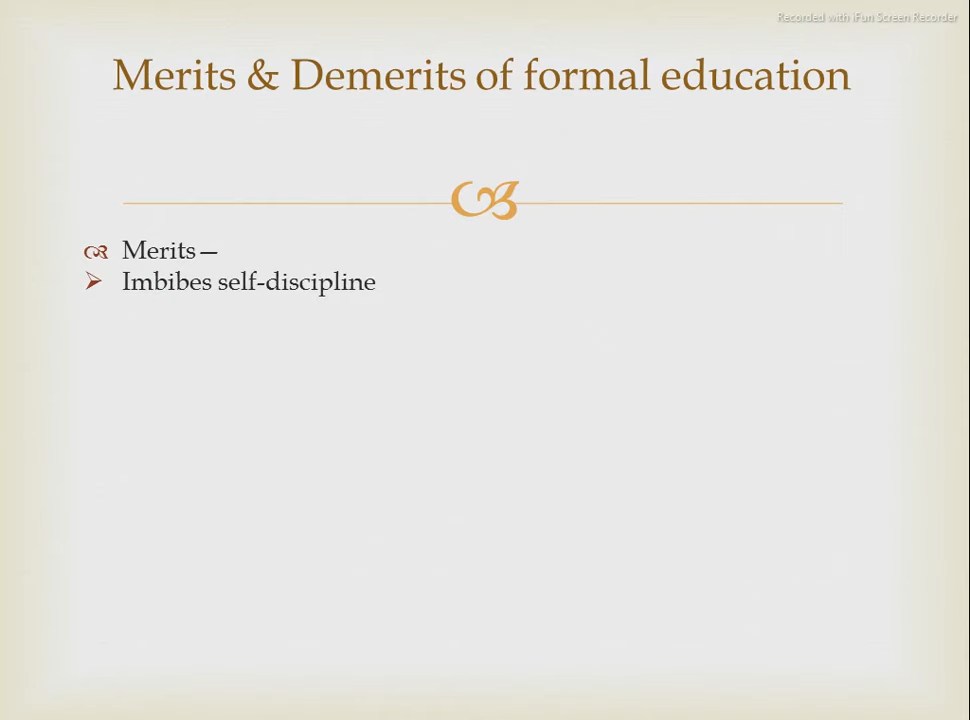 Recorded with iFun Screen Recorder
Merits & Demerits of formal education
Merits—
Imbibes self-discipline